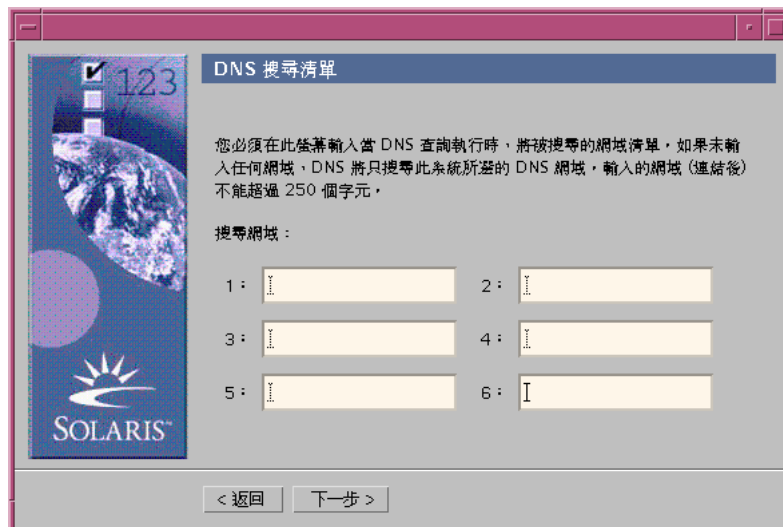 123
SOLARIS™
DNS 搜尋清單
您必須在此螢幕輸入當 DNS 查詢執行時，將被搜尋的網域清單，如果未輸
入任何網域，DNS 將只搜尋此系統所選的 DNS 網域，輸入的網域 (連結後)
不能超過 250 個字元，
搜尋網域：
1： 2：
3： 4：
5： 6：
< 返回 下一步 >